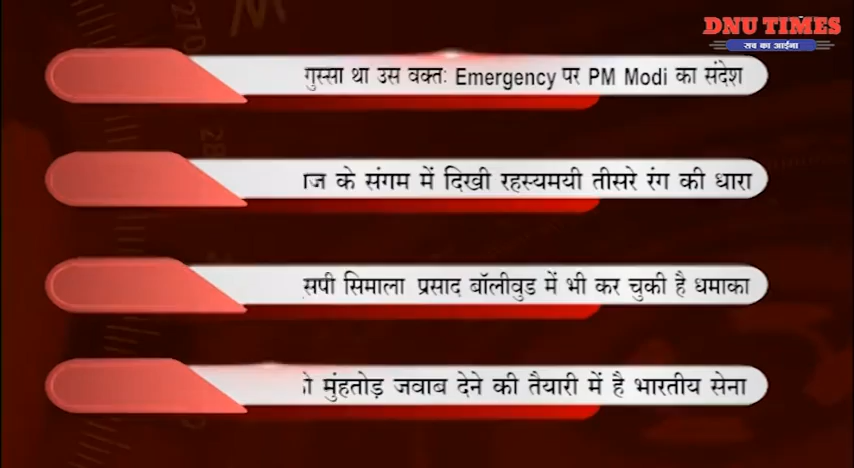 DNU TIMES
सच का आईना
गुस्सा था उस वक्त: Emergency पर PM Modi का संदेश
के संगम में दिखी रहस्यमयी तीसरे रंग की धारा
सिमाला प्रसाद बॉलीवुड में भी कर चुकी है धमाका
मुंहतोड़ जवाब देने की तैयारी में है भारतीय सेना